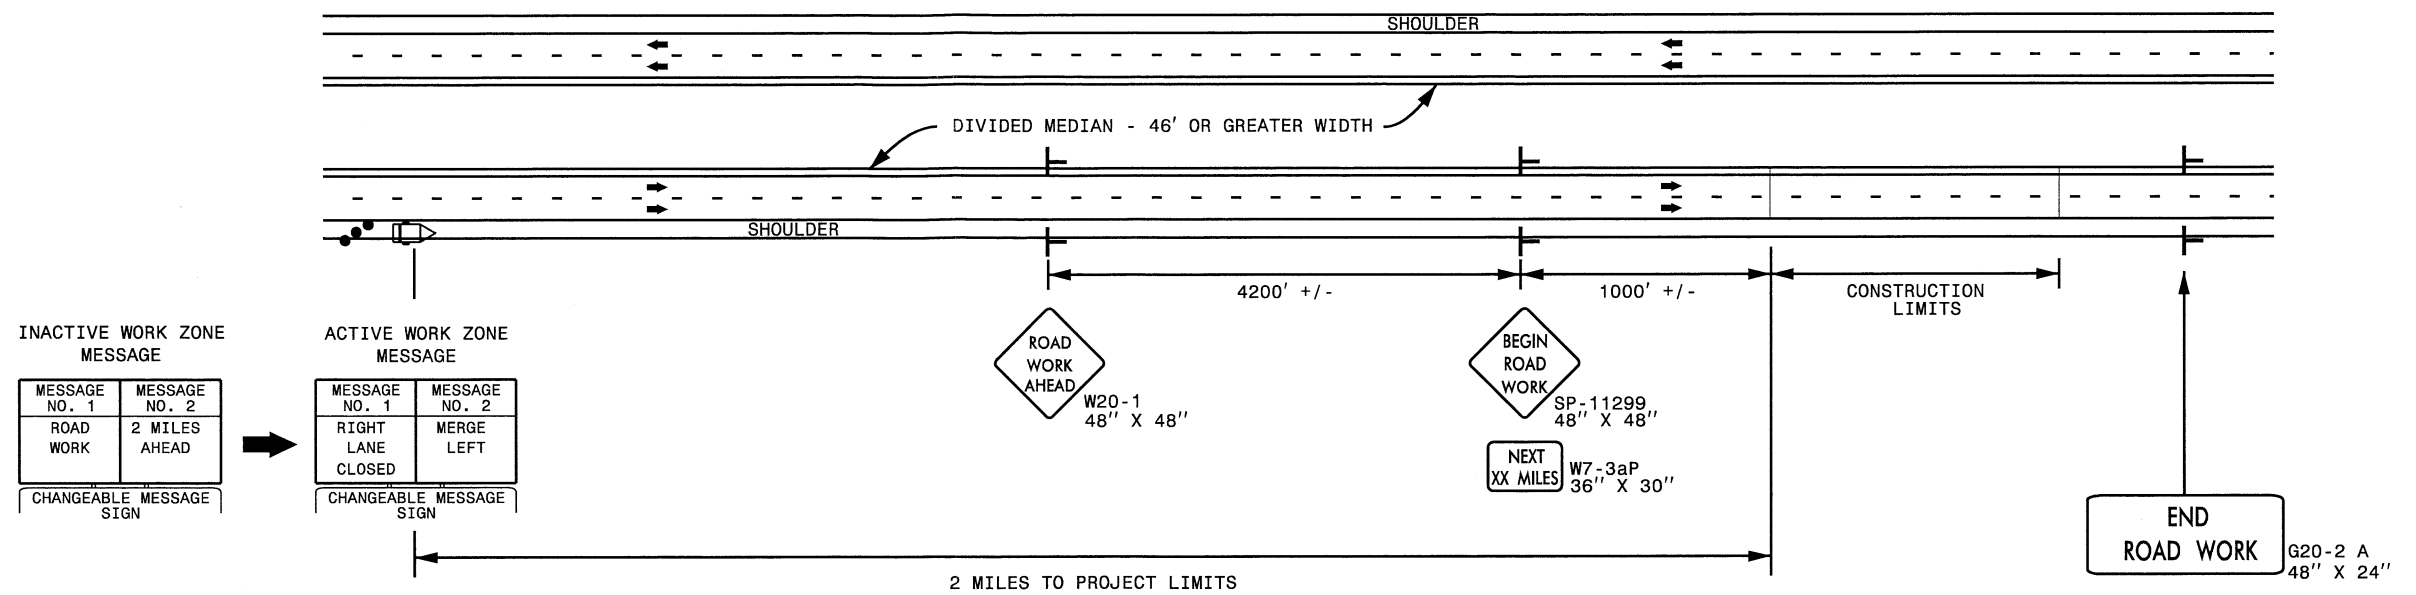 SHOULDER
DIVIDED MEDIAN - 46' OR GREATER WIDTH
SHOULDER
4200' +/-
1000' +/-
CONSTRUCTION
LIMITS
INACTIVE WORK ZONE
MESSAGE
MESSAGE
NO. 1
MESSAGE
NO. 2
ROAD
WORK
2 MILES
AHEAD
CHANGEABLE MESSAGE
SIGN
ACTIVE WORK ZONE
MESSAGE
MESSAGE
NO. 1
MESSAGE
NO. 2
RIGHT
LANE
CLOSED
MERGE
LEFT
CHANGEABLE MESSAGE
SIGN
ROAD
WORK
AHEAD
W20-1
48" X 48"
BEGIN
ROAD
WORK
SP-11299
48" X 48"
NEXT
XX MILES
W7-3aP
36" X 30"
END
ROAD WORK
G20-2 A
48" X 24"
2 MILES TO PROJECT LIMITS